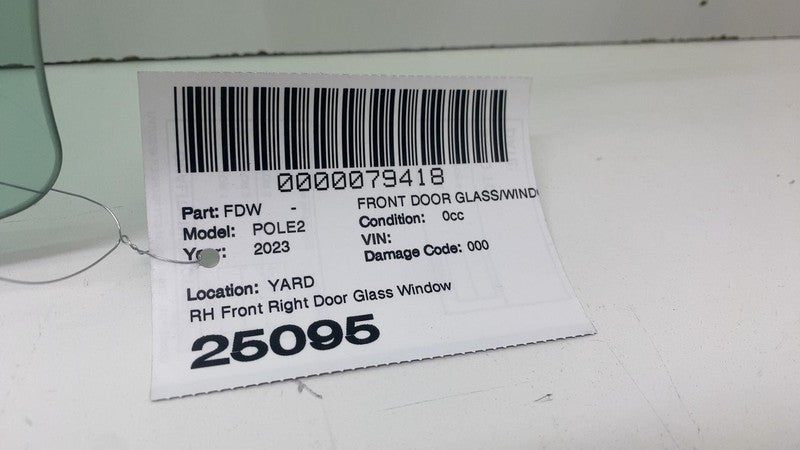 0000079418
Part: FDW - FRONT DOOR GLASS/WIND
Model: POLE2 Condition: 0cc
Year: 2023 VIN:
Damage Code: 000
Location: YARD
RH Front Right Door Glass Window
25095